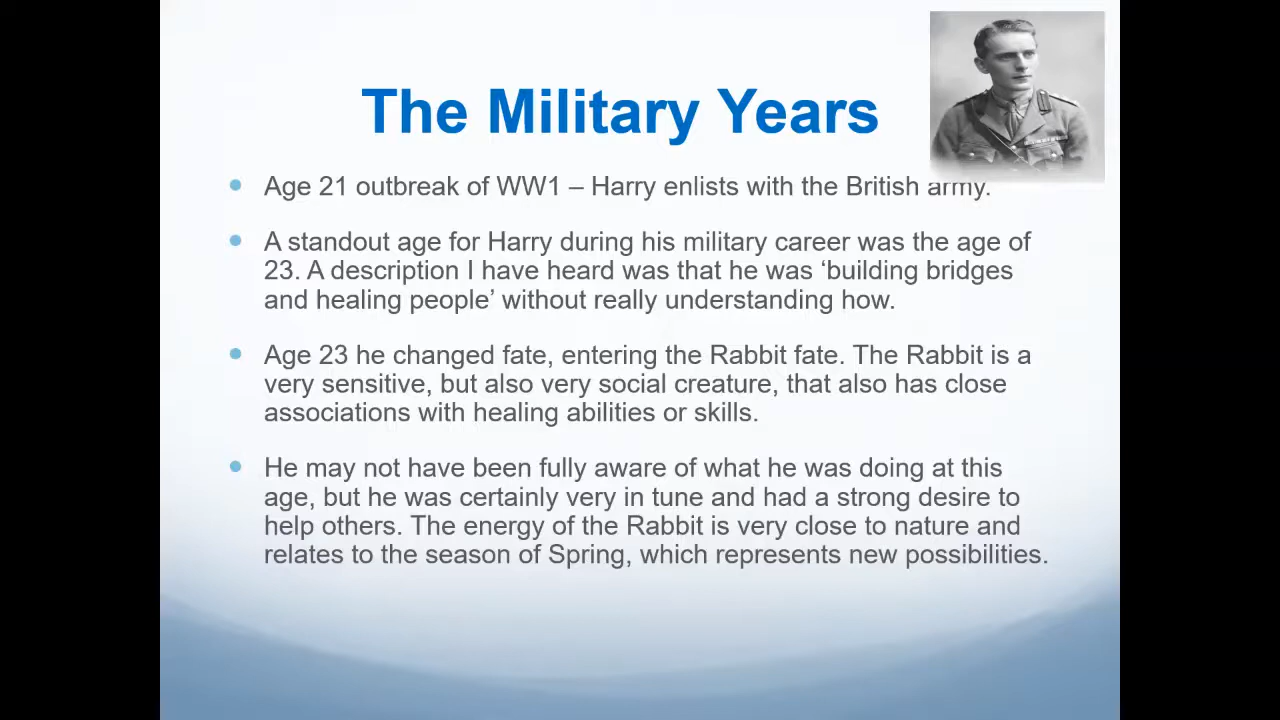 The Military Years
Age 21 outbreak of WW1 – Harry enlists with the British army.
A standout age for Harry during his military career was the age of
23. A description I have heard was that he was ‘building bridges
and healing people’ without really understanding how.
Age 23 he changed fate, entering the Rabbit fate. The Rabbit is a
very sensitive, but also very social creature, that also has close
associations with healing abilities or skills.
He may not have been fully aware of what he was doing at this
age, but he was certainly very in tune and had a strong desire to
help others. The energy of the Rabbit is very close to nature and
relates to the season of Spring, which represents new possibilities.